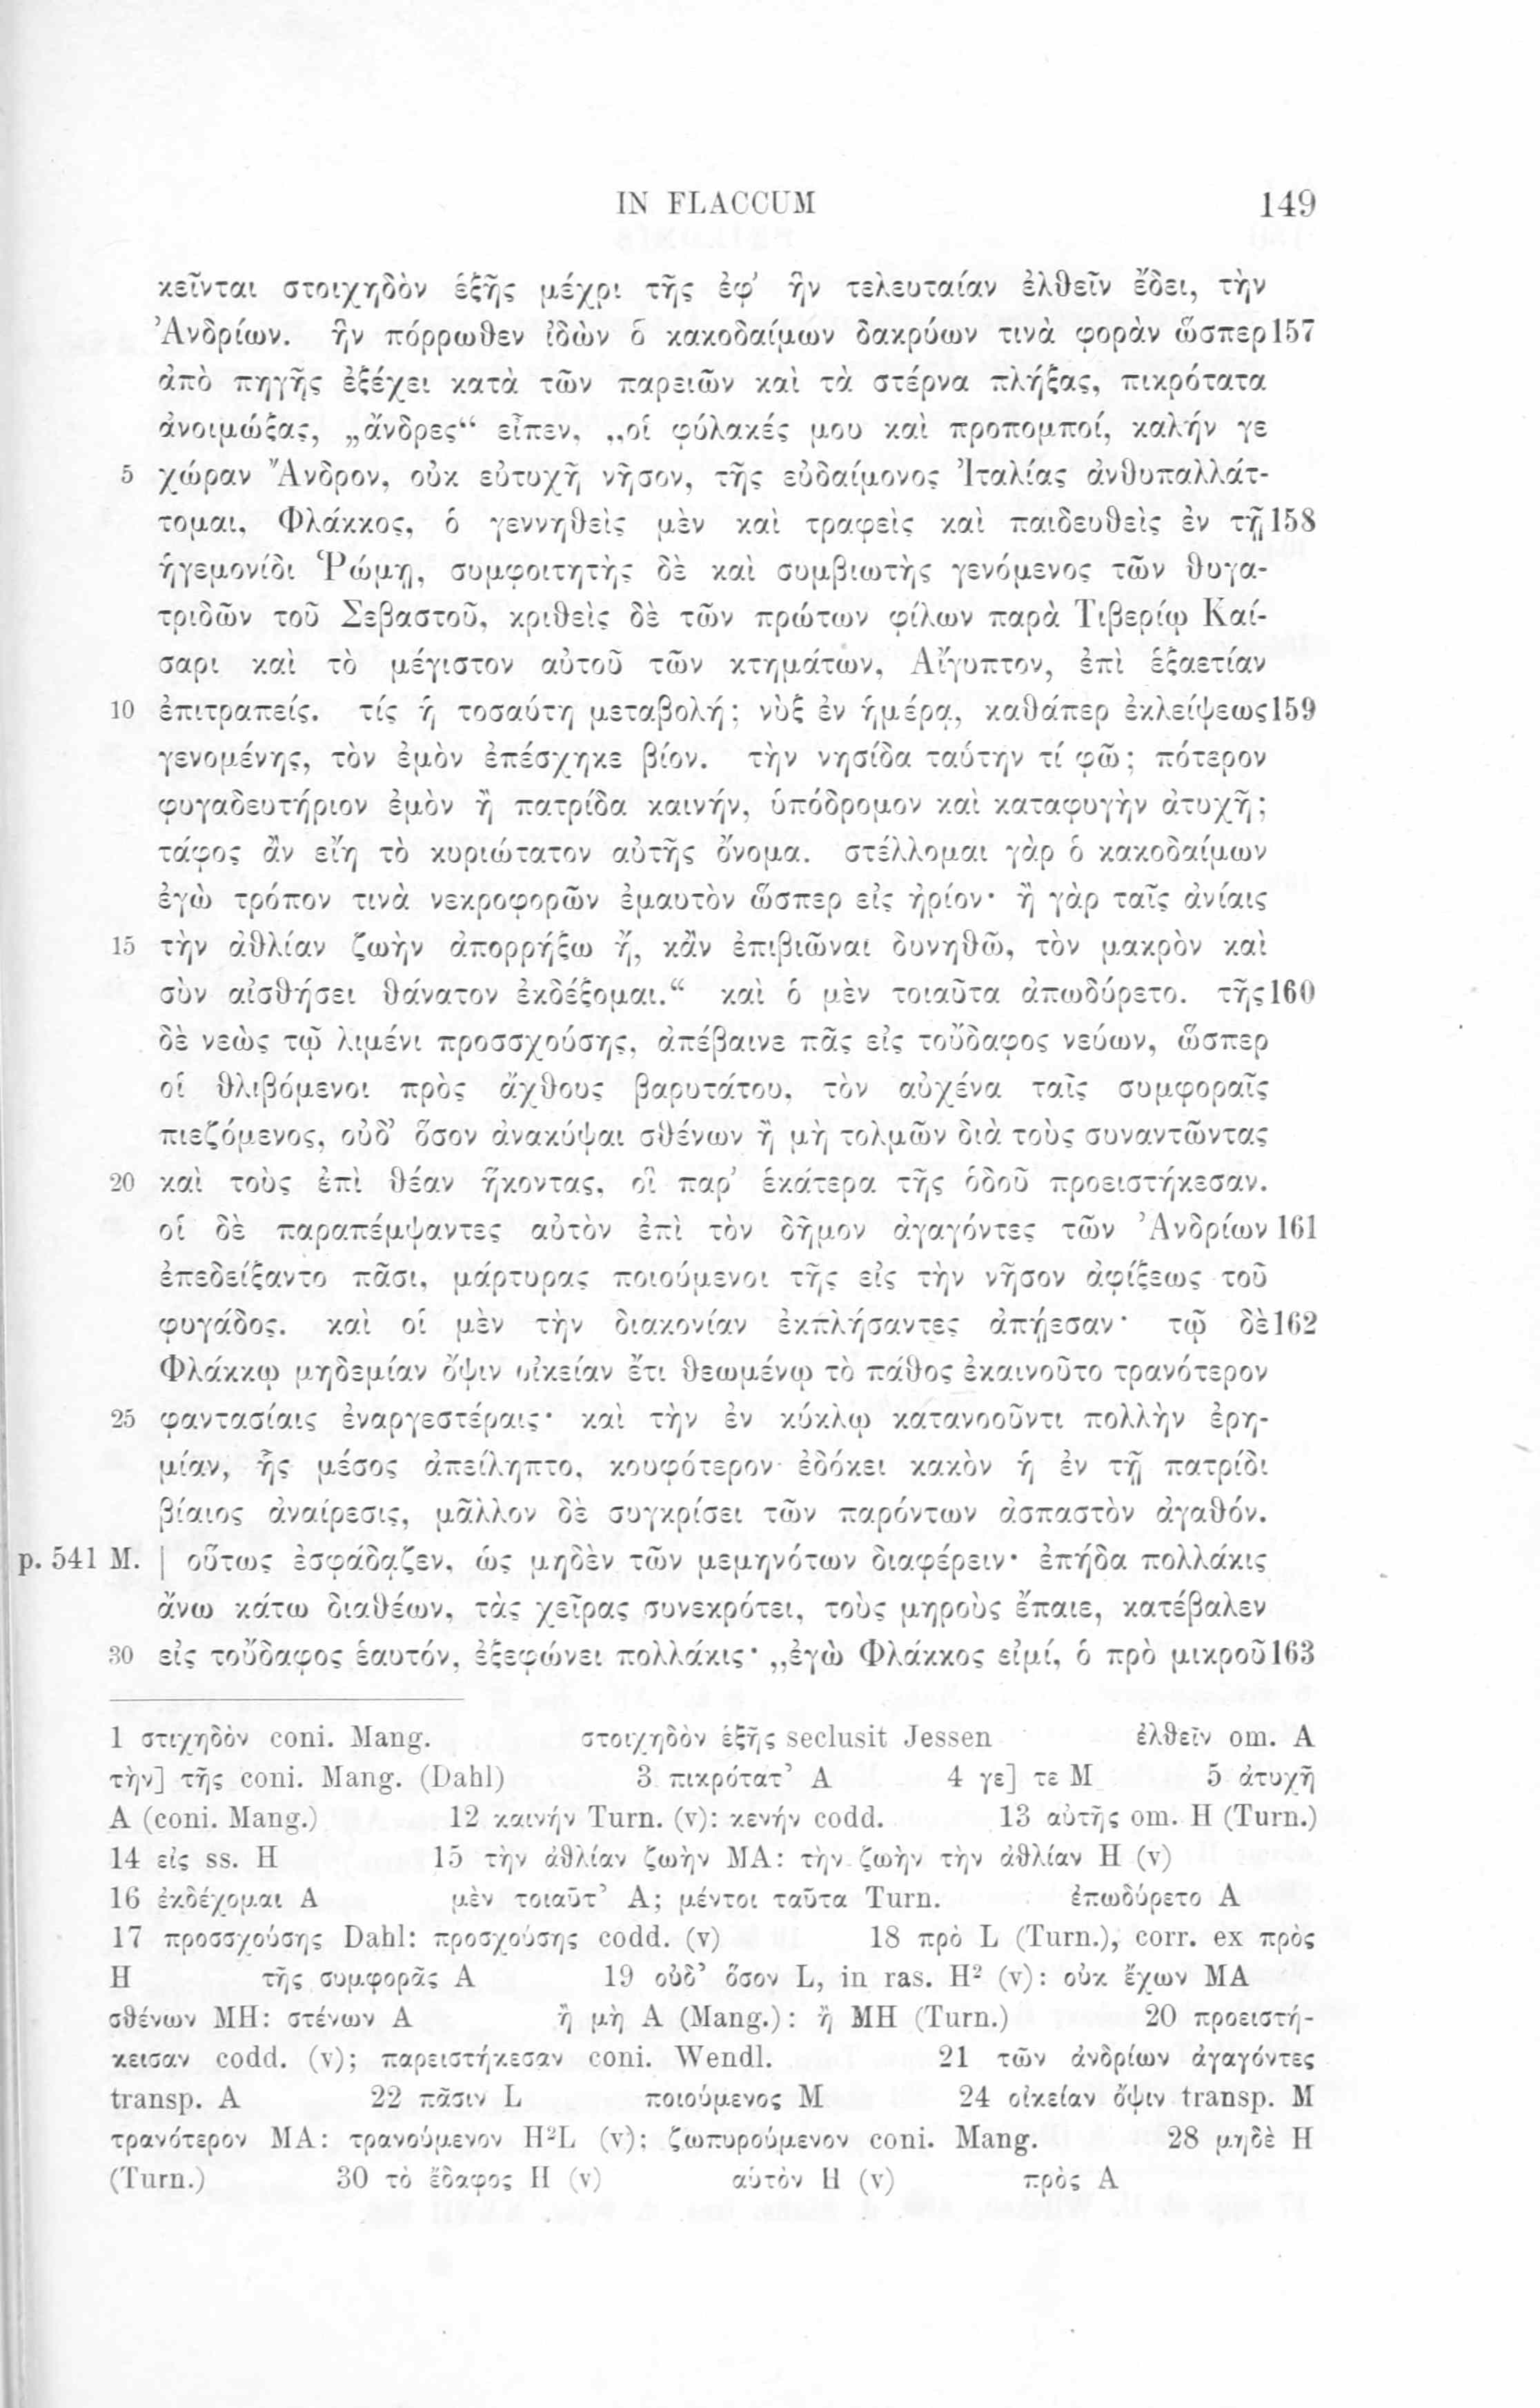 IN FLACCUM 149
κεῖνται στοιχηδὸν ἑξῆς μέχρι τῆς ἐφ’ ἣν τελευταίαν ἐλθεῖν ἔδει, τὴν
Ἀνδρίων. ἣν πόρρωθεν ἰδὼν ὁ κακοδαίμων δακρύων τινὰ φορὰν ὥσπερ 157
ἀπὸ πηγῆς ἐξέχει κατὰ τῶν παρειῶν καὶ τὰ στέρνα πλήξας, πικρότατα
ἀνοιμώξας, „ἄνδρες“ εἶπεν, „οἱ φύλακές μου καὶ προπομποί, καλήν γε
5 χώραν Ἄνδρον, οὐκ εὐτυχῆ νῆσον, τῆς εὐδαίμονος Ἰταλίας ἀνθυπαλλάτ-
τομαι, Φλάκκος, ὁ γεννηθεὶς μὲν καὶ τραφεὶς καὶ παιδευθεὶς ἐν τῇ 158
ἡγεμονίδι Ῥώμῃ, συμφοιτητὴς δὲ καὶ συμβιωτὴς γενόμενος τῶν θυγα-
τριδῶν τοῦ Σεβαστοῦ, κριθεὶς δὲ τῶν πρώτων φίλων παρὰ Τιβερίῳ Καί-
σαρι καὶ τὸ μέγιστον αὐτοῦ τῶν κτημάτων, Αἴγυπτον, ἐπὶ ἑξαετίαν
10 ἐπιτραπείς. τίς ἡ τοσαύτη μεταβολή; νὺξ ἐν ἡμέρᾳ, καθάπερ ἐκλείψεως 159
γενομένης, τὸν ἐμὸν ἐπέσχηκε βίον. τὴν νησίδα ταύτην τί φῶ; πότερον
φυγαδευτήριον ἐμὸν ἢ πατρίδα καινήν, ὑπόδρομον καὶ καταφυγὴν ἀτυχῆ;
τάφος ἂν εἴη τὸ κυριώτατον αὐτῆς ὄνομα. στέλλομαι γὰρ ὁ κακοδαίμων
ἐγὼ τρόπον τινὰ νεκροφορῶν ἐμαυτὸν ὥσπερ εἰς ἠρίον· ἢ γὰρ ταῖς ἀνίαις
15 τὴν ἀθλίαν ζωὴν ἀπορρήξω ἤ, κἂν ἐπιβιῶναι δυνηθῶ, τὸν μακρὸν καὶ
σὺν αἰσθήσει θάνατον ἐκδέξομαι.“ καὶ ὁ μὲν τοιαῦτα ἀπωδύρετο. τῆς 160
δὲ νεὼς τῷ λιμένι προσσχούσης, ἀπέβαινε πᾶς εἰς τοὔδαφος νεύων, ὥσπερ
οἱ θλιβόμενοι πρὸς ἄχθους βαρυτάτου, τὸν αὐχένα ταῖς συμφοραῖς
πιεζόμενος, οὐδ’ ὅσον ἀνακύψαι σθένων ἢ μὴ τολμῶν διὰ τοὺς συναντῶντας
20 καὶ τοὺς ἐπὶ θέαν ἥκοντας, οἳ παρ’ ἑκάτερα τῆς ὁδοῦ προειστήκεσαν.
οἱ δὲ παραπέμψαντες αὐτὸν ἐπὶ τὸν δῆμον ἀγαγόντες τῶν Ἀνδρίων 161
ἐπεδείξαντο πᾶσι, μάρτυρας ποιούμενοι τῆς εἰς τὴν νῆσον ἀφίξεως τοῦ
φυγάδος. καὶ οἱ μὲν τὴν διακονίαν ἐκπλήσαντες ἀπῄεσαν· τῷ δὲ 162
Φλάκκῳ μηδεμίαν ὄψιν οἰκείαν ἔτι θεωμένῳ τὸ πάθος ἐκαινοῦτο τρανότερον
25 φαντασίαις ἐναργεστέραις· καὶ τὴν ἐν κύκλῳ κατανοοῦντι πολλὴν ἐρη-
μίαν, ἧς μέσος ἀπείληπτο, κουφότερον ἐδόκει κακὸν ἡ ἐν τῇ πατρίδι
βίαιος ἀναίρεσις, μᾶλλον δὲ συγκρίσει τῶν παρόντων ἀσπαστὸν ἀγαθόν.
p. 541 M. | οὕτως ἐσφάδᾳζεν, ὡς μηδὲν τῶν μεμηνότων διαφέρειν· ἐπήδα πολλάκις
ἄνω κάτω διαθέων, τὰς χεῖρας συνεκρότει, τοὺς μηροὺς ἔπαιε, κατέβαλεν
30 εἰς τοὔδαφος ἑαυτόν, ἐξεφώνει πολλάκις· „ἐγὼ Φλάκκος εἰμί, ὁ πρὸ μικροῦ 163
1 στιχηδὸν coni. Mang. στοιχηδὸν ἑξῆς seclusit Jessen ἐλθεῖν om. A
τὴν] τῆς coni. Mang. (Dahl) 3 πικρότατ’ A 4 γε] τε M 5 ἀτυχῆ
A (coni. Mang.) 12 καινήν Turn. (v): κενήν codd. 13 αὐτῆς om. H (Turn.)
14 εἰς ss. H 15 τὴν ἀθλίαν ζωὴν MA: τὴν ζωὴν τὴν ἀθλίαν H (v)
16 ἐκδέχομαι A μὲν τοιαῦτ’ A; μέντοι ταῦτα Turn. ἐπωδύρετο A
17 προσσχούσης Dahl: προσχούσης codd. (v) 18 πρὸ L (Turn.), corr. ex πρὸς
H τῆς συμφορᾶς A 19 οὐδ’ ὅσον L, in ras. H² (v): οὐκ ἔχων MA
σθένων MH: στένων A ἢ μὴ A (Mang.): ἢ MH (Turn.) 20 προειστή-
κεισαν codd. (v); παρειστήκεσαν coni. Wendl. 21 τῶν ἀνδρίων ἀγαγόντες
transp. A 22 πᾶσιν L ποιούμενος M 24 οἰκείαν ὄψιν transp. M
τρανότερον MA: τρανούμενον H²L (v); ζωπυρούμενον coni. Mang. 28 μηδὲ H
(Turn.) 30 τὸ ἔδαφος H (v) αὑτὸν H (v) πρὸς A